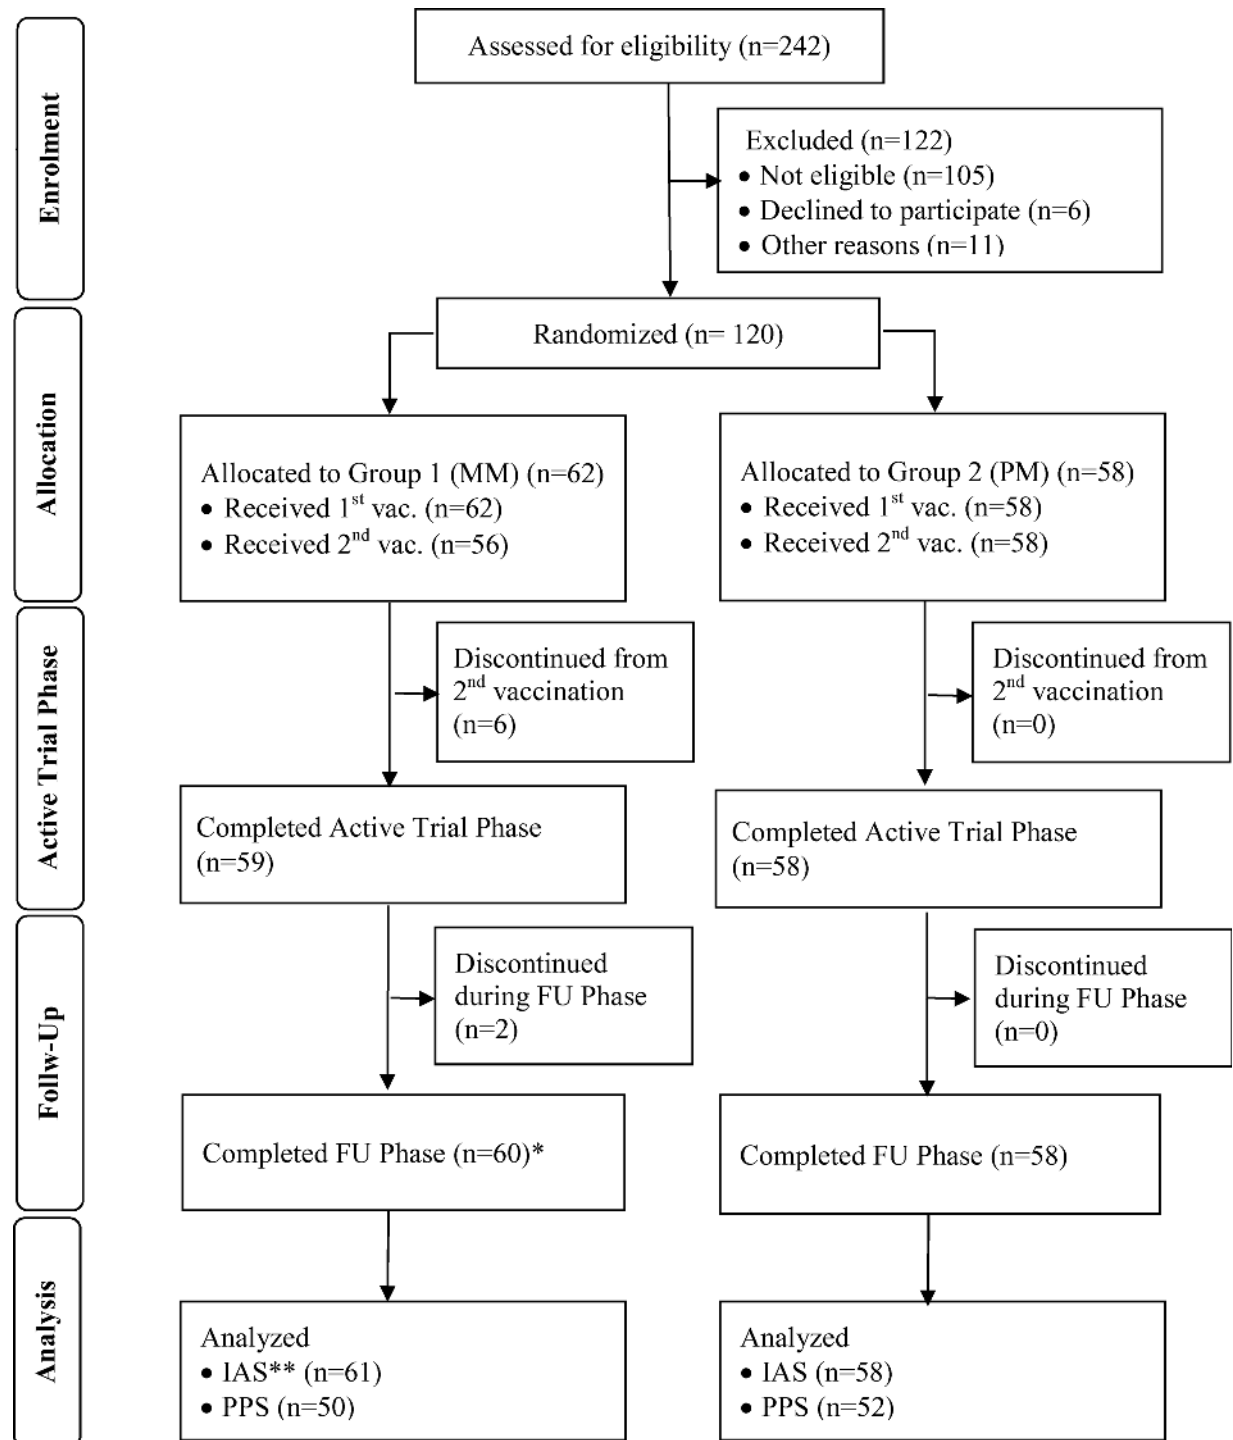 Enrolment
Assessed for eligibility (n=242)
Excluded (n=122)
• Not eligible (n=105)
• Declined to participate (n=6)
• Other reasons (n=11)
Allocation
Randomized (n= 120)
Allocated to Group 1 (MM) (n=62)
• Received 1st vac. (n=62)
• Received 2nd vac. (n=56)
Allocated to Group 2 (PM) (n=58)
• Received 1st vac. (n=58)
• Received 2nd vac. (n=58)
Active Trial Phase
Discontinued from
2nd vaccination
(n=6)
Discontinued from
2nd vaccination
(n=0)
Completed Active Trial Phase
(n=59)
Completed Active Trial Phase
(n=58)
Follw-Up
Discontinued
during FU Phase
(n=2)
Discontinued
during FU Phase
(n=0)
Completed FU Phase (n=60)*
Completed FU Phase (n=58)
Analysis
Analyzed
• IAS** (n=61)
• PPS (n=50)
Analyzed
• IAS (n=58)
• PPS (n=52)